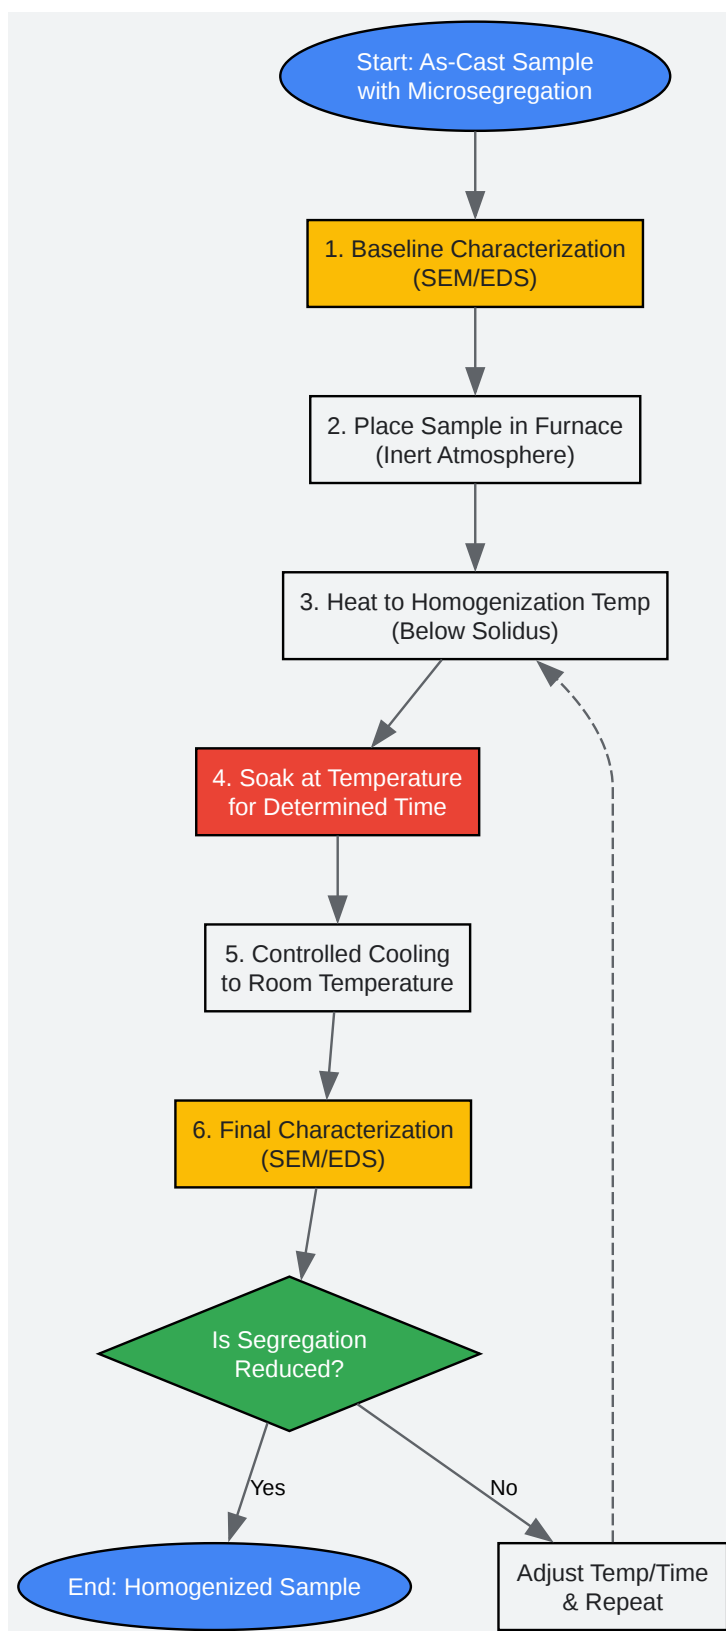 Start: As-Cast Sample
with Microsegregation
1. Baseline Characterization
(SEM/EDS)
2. Place Sample in Furnace
(Inert Atmosphere)
3. Heat to Homogenization Temp
(Below Solidus)
4. Soak at Temperature
for Determined Time
5. Controlled Cooling
to Room Temperature
6. Final Characterization
(SEM/EDS)
Is Segregation
Reduced?
Yes
No
End: Homogenized Sample
Adjust Temp/Time
& Repeat